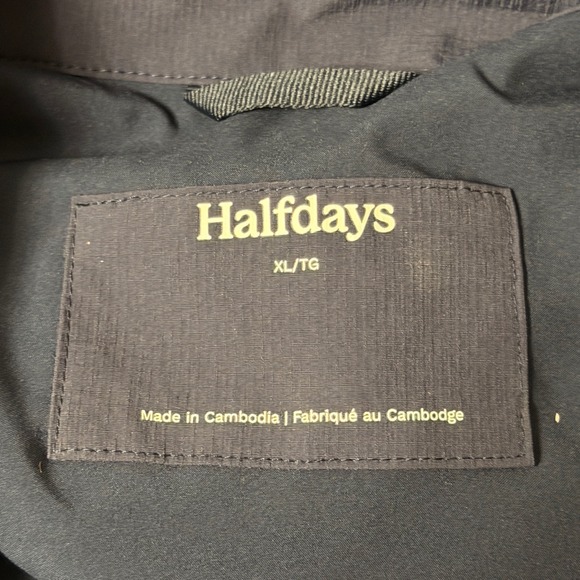 Halfdays
XL/TG
Made in Cambodia | Fabriqué au Cambodge